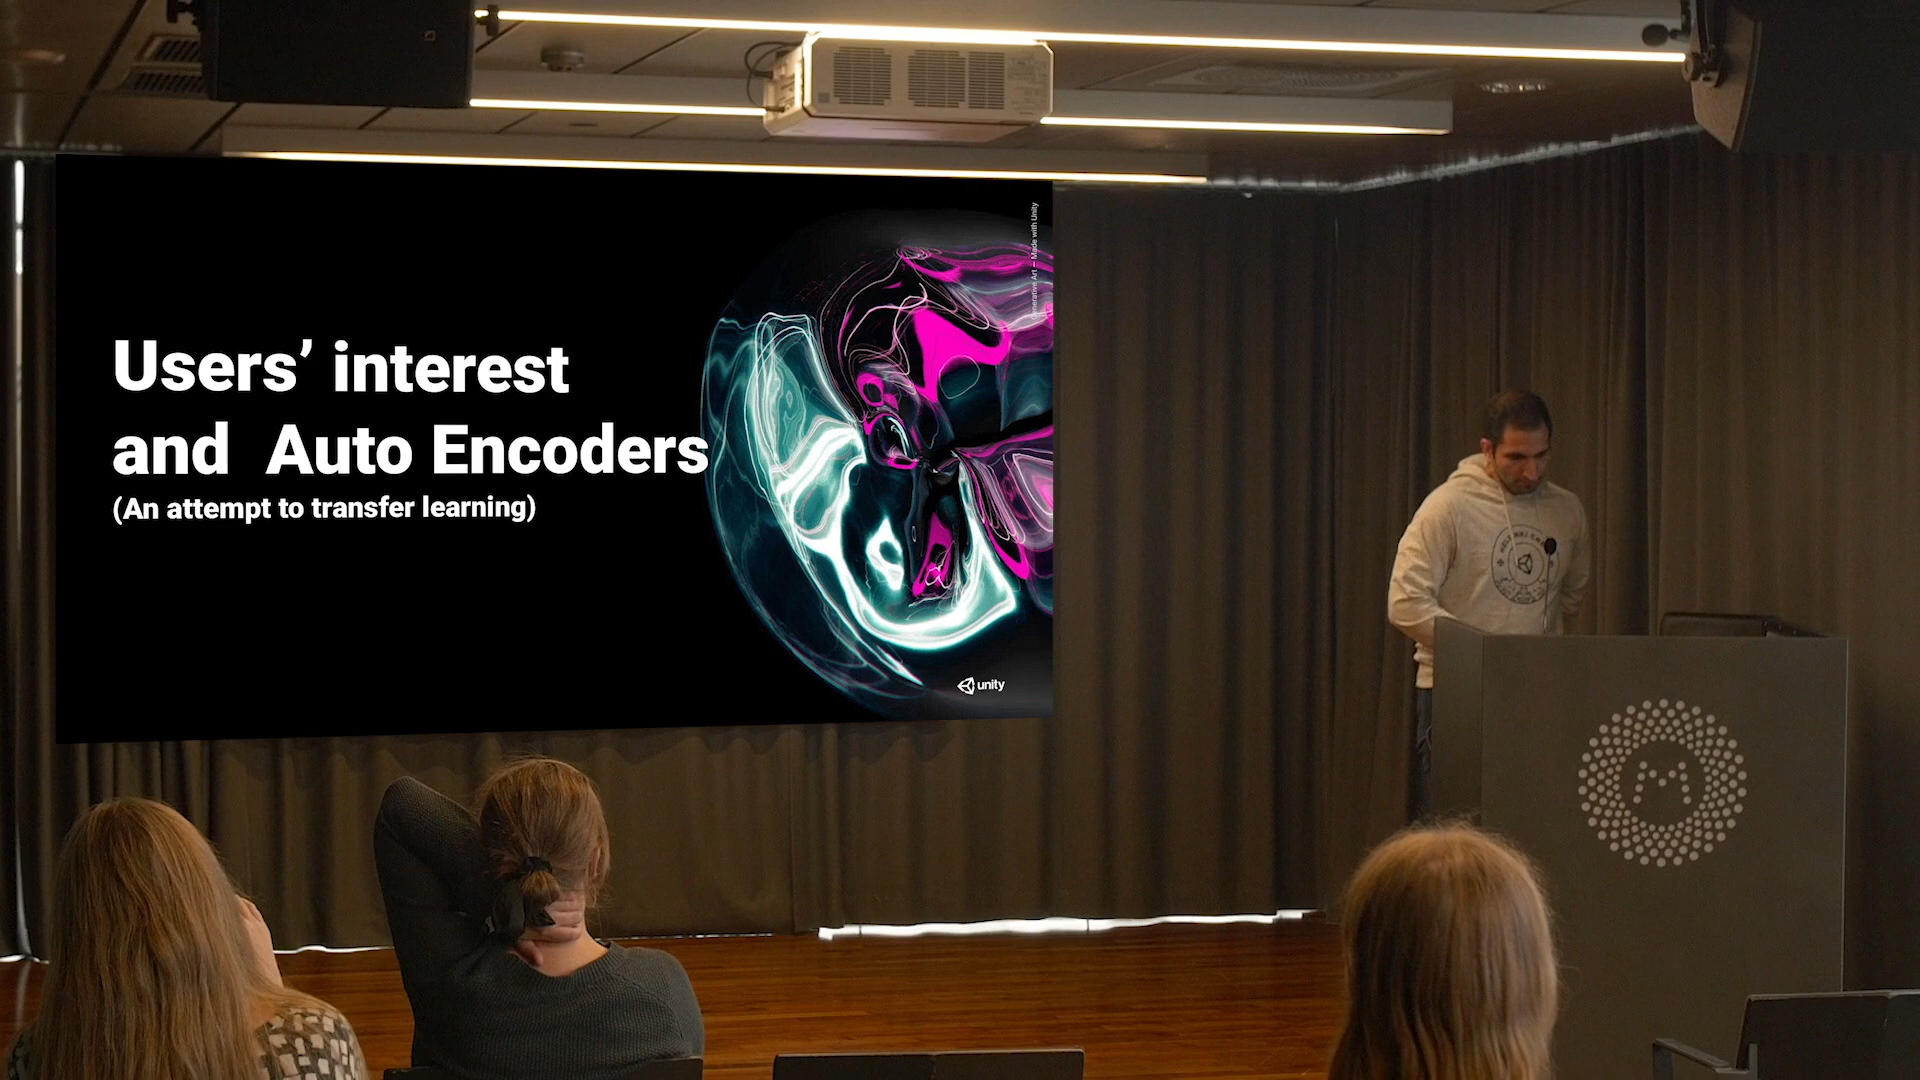 Users’ interest
and Auto Encoders
(An attempt to transfer learning)
Generative Art — Made with Unity
unity
M